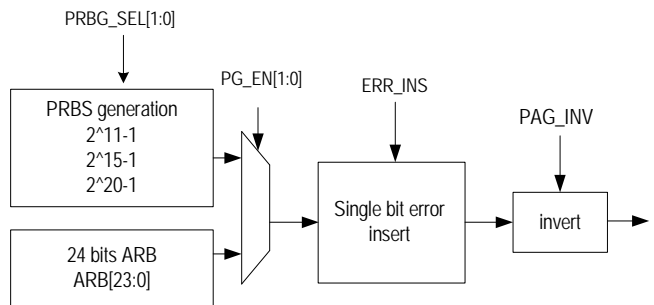 PRBG_SEL[1:0]
PG_EN[1:0]
ERR_INS
PAG_INV
PRBS generation
2^11-1
2^15-1
2^20-1
Single bit error
insert
invert
24 bits ARB
ARB[23:0]